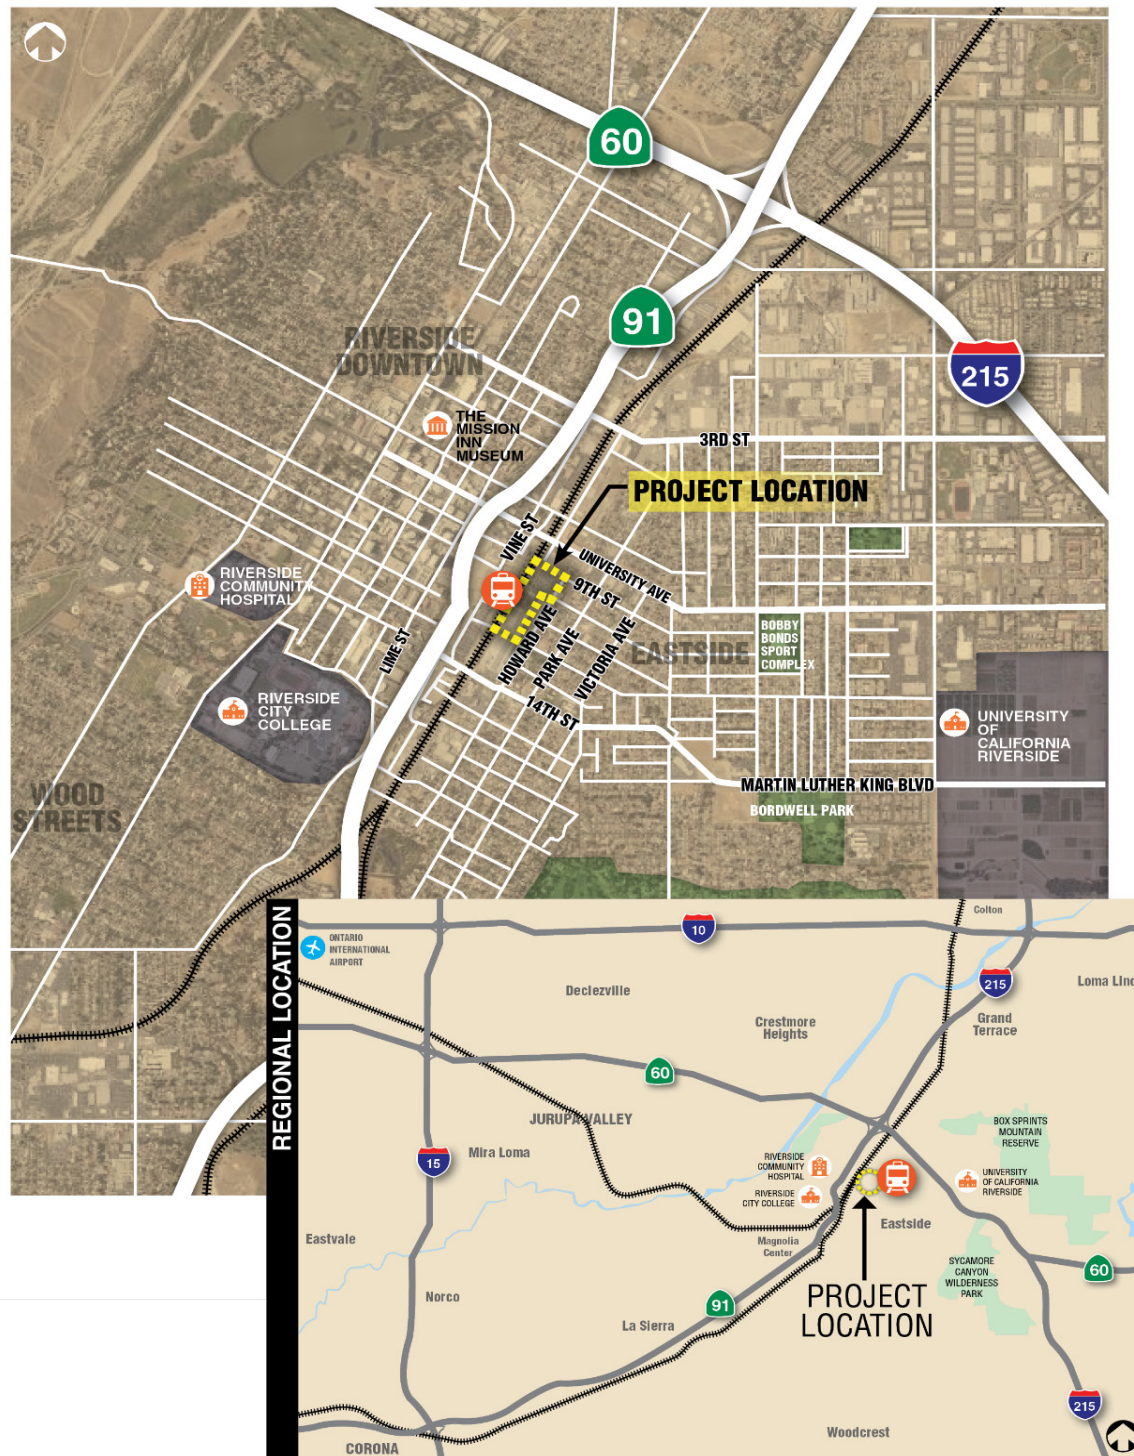 60
91
215
RIVERSIDE/
DOWNTOWN
THE
MISSION
INN
MUSEUM
3RD ST
PROJECT LOCATION
VINE ST
UNIVERSITY AVE
9TH ST
RIVERSIDE
COMMUNITY
HOSPITAL
HOWARD AVE
PARK AVE
VICTORIA AVE
LIME ST
EASTSIDE
BOBBY
BONDS
SPORT
COMPLEX
14TH ST
RIVERSIDE
CITY
COLLEGE
UNIVERSITY
OF
CALIFORNIA
RIVERSIDE
WOOD
STREETS
MARTIN LUTHER KING BLVD
BORDWELL PARK
REGIONAL LOCATION
ONTARIO
INTERNATIONAL
AIRPORT
10
Colton
Declezville
215
Loma Lind
Crestmore
Heights
Grand
Terrace
60
JURUPA VALLEY
BOX SPRINTS
MOUNTAIN
RESERVE
15
Mira Loma
RIVERSIDE
COMMUNITY
HOSPITAL
RIVERSIDE
CITY COLLEGE
UNIVERSITY
OF CALIFORNIA
RIVERSIDE
Eastvale
Magnolia
Center
Eastside
SYCAMORE
CANYON
WILDERNESS
PARK
60
Norco
91
La Sierra
PROJECT
LOCATION
215
Woodcrest
CORONA